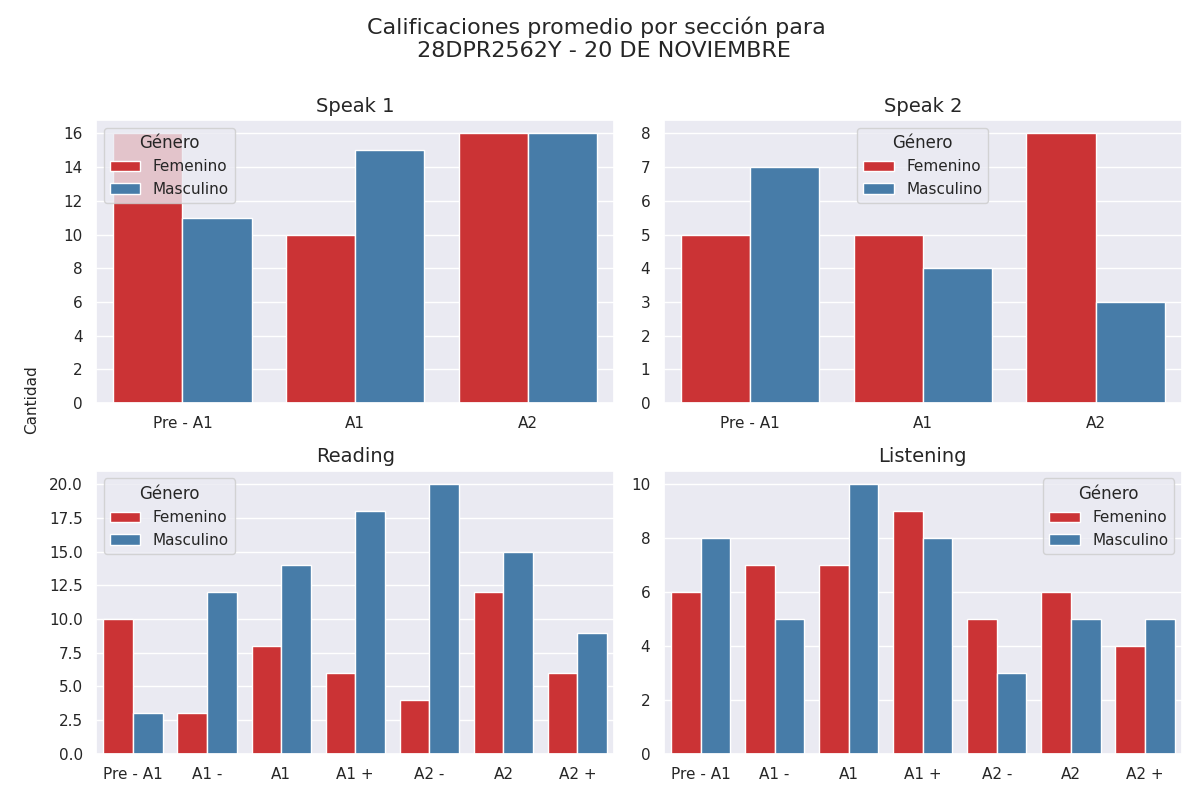 Calificaciones promedio por sección para
28DPR2562Y - 20 DE NOVIEMBRE
Cantidad
Speak 1
16
14
12
10
8
6
4
2
0
Género
Femenino
Masculino
Pre - A1 A1 A2
Speak 2
8
7
6
5
4
3
2
1
0
Género
Femenino
Masculino
Pre - A1 A1 A2
Reading
20.0
17.5
15.0
12.5
10.0
7.5
5.0
2.5
0.0
Género
Femenino
Masculino
Pre - A1 A1 - A1 A1 + A2 - A2 A2 +
Listening
10
8
6
4
2
0
Género
Femenino
Masculino
Pre - A1 A1 - A1 A1 + A2 - A2 A2 +